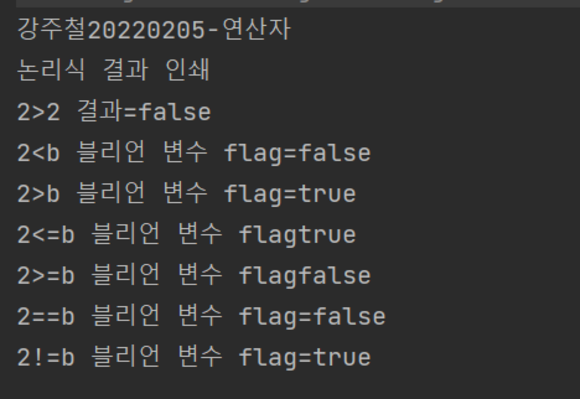 강주철20220205-연산자
논리식 결과 인쇄
2>2 결과=false
2<b 블리언 변수 flag=false
2>b 블리언 변수 flag=true
2<=b 블리언 변수 flagtrue
2>=b 블리언 변수 flagfalse
2==b 블리언 변수 flag=false
2!=b 블리언 변수 flag=true